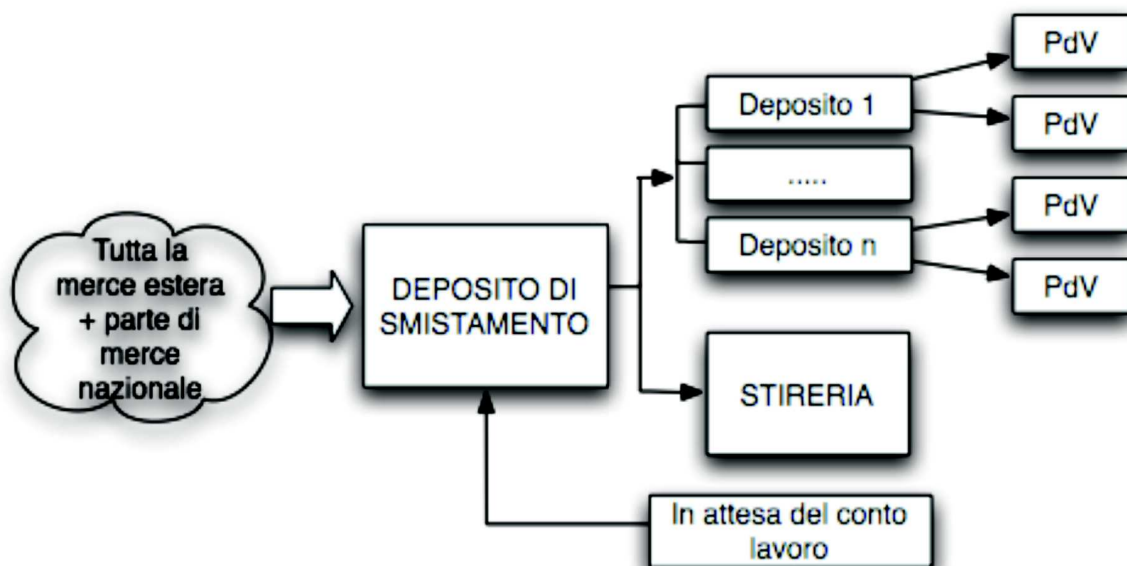 Tutta la
merce estera
+ parte di
merce
nazionale
DEPOSITO DI
SMISTAMENTO
Deposito 1
.....
Deposito n
STIRERIA
In attesa del conto
lavoro
PdV
PdV
PdV
PdV